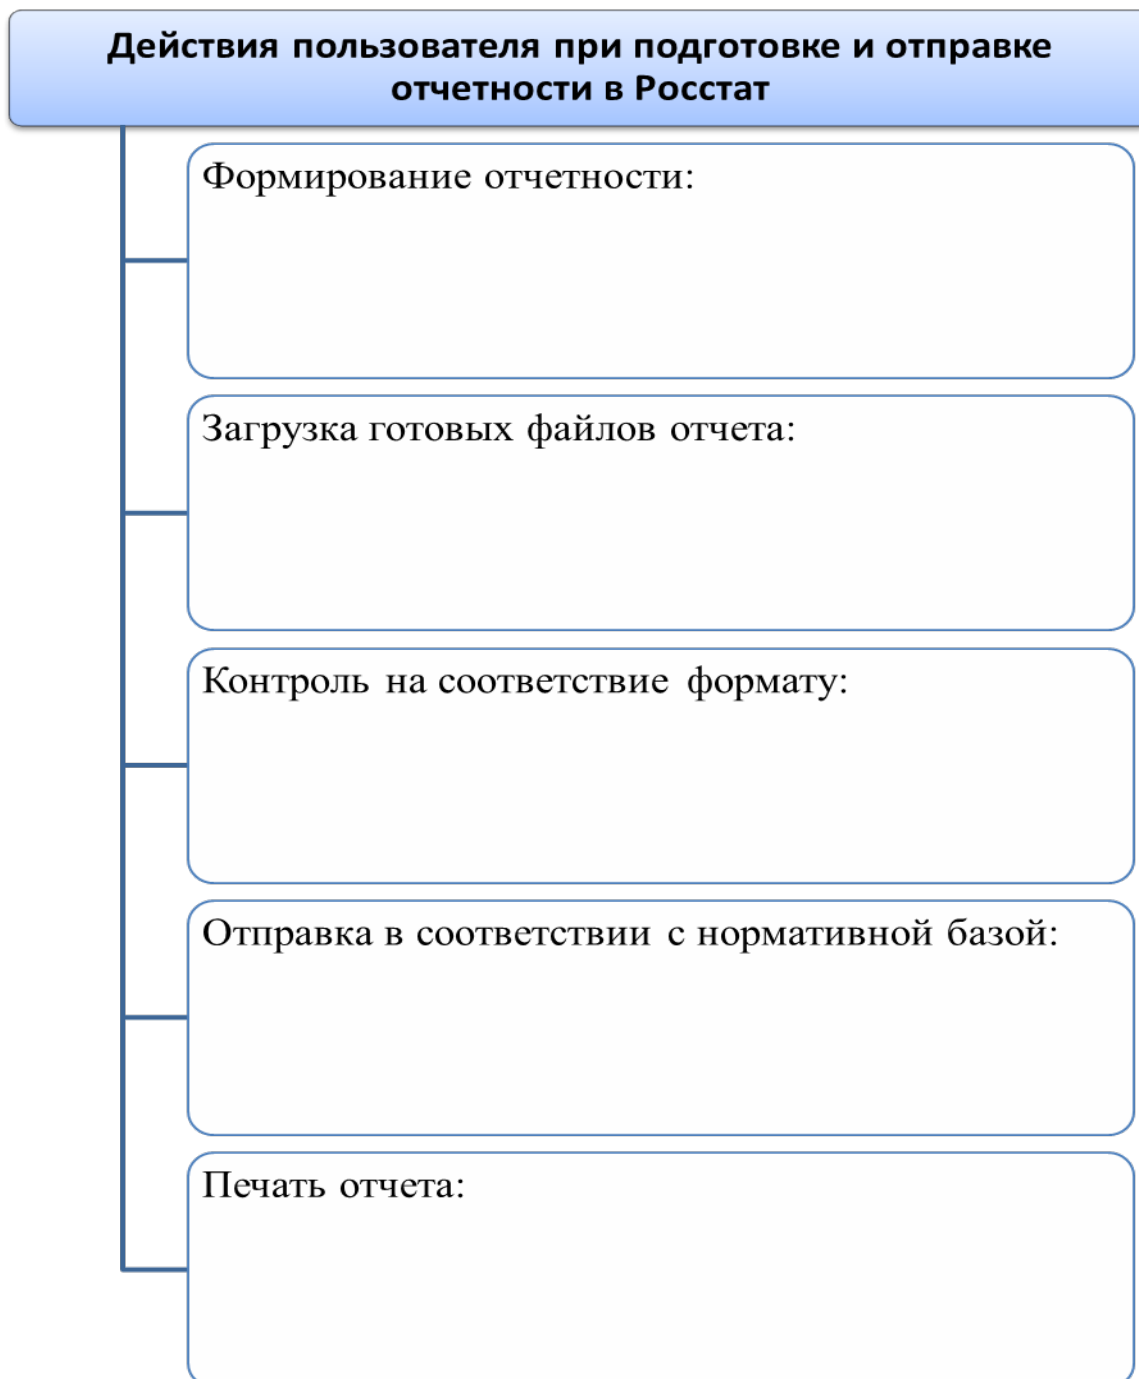 Действия пользователя при подготовке и отправке
отчетности в Росстат
Формирование отчетности:
Загрузка готовых файлов отчета:
Контроль на соответствие формату:
Отправка в соответствии с нормативной базой:
Печать отчета: